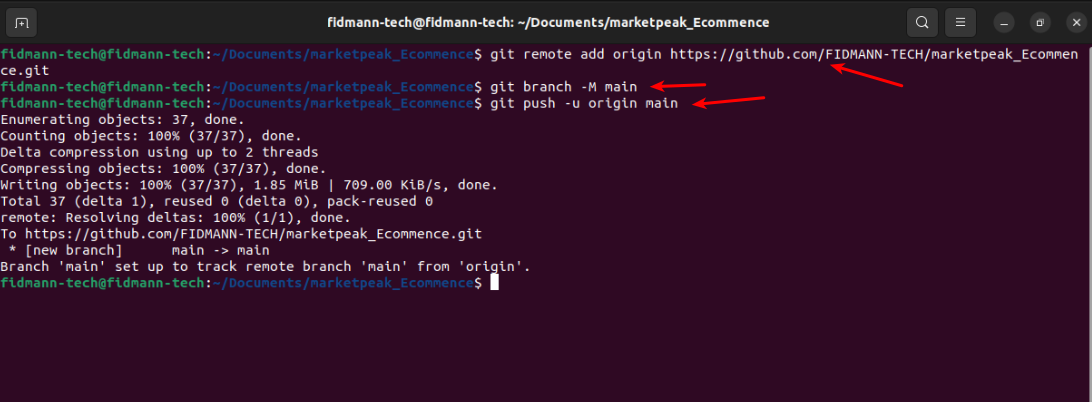 fidmann-tech@fidmann-tech: ~/Documents/marketpeak_Ecommence
fidmann-tech@fidmann-tech:~/Documents/marketpeak_Ecommence$ git remote add origin https://github.com/FIDMANN-TECH/marketpeak_Ecommen
ce.git
fidmann-tech@fidmann-tech:~/Documents/marketpeak_Ecommence$ git branch -M main
fidmann-tech@fidmann-tech:~/Documents/marketpeak_Ecommence$ git push -u origin main
Enumerating objects: 37, done.
Counting objects: 100% (37/37), done.
Delta compression using up to 2 threads
Compressing objects: 100% (37/37), done.
Writing objects: 100% (37/37), 1.85 MiB | 709.00 KiB/s, done.
Total 37 (delta 1), reused 0 (delta 0), pack-reused 0
remote: Resolving deltas: 100% (1/1), done.
To https://github.com/FIDMANN-TECH/marketpeak_Ecommence.git
 * [new branch]      main -> main
Branch 'main' set up to track remote branch 'main' from 'origin'.
fidmann-tech@fidmann-tech:~/Documents/marketpeak_Ecommence$